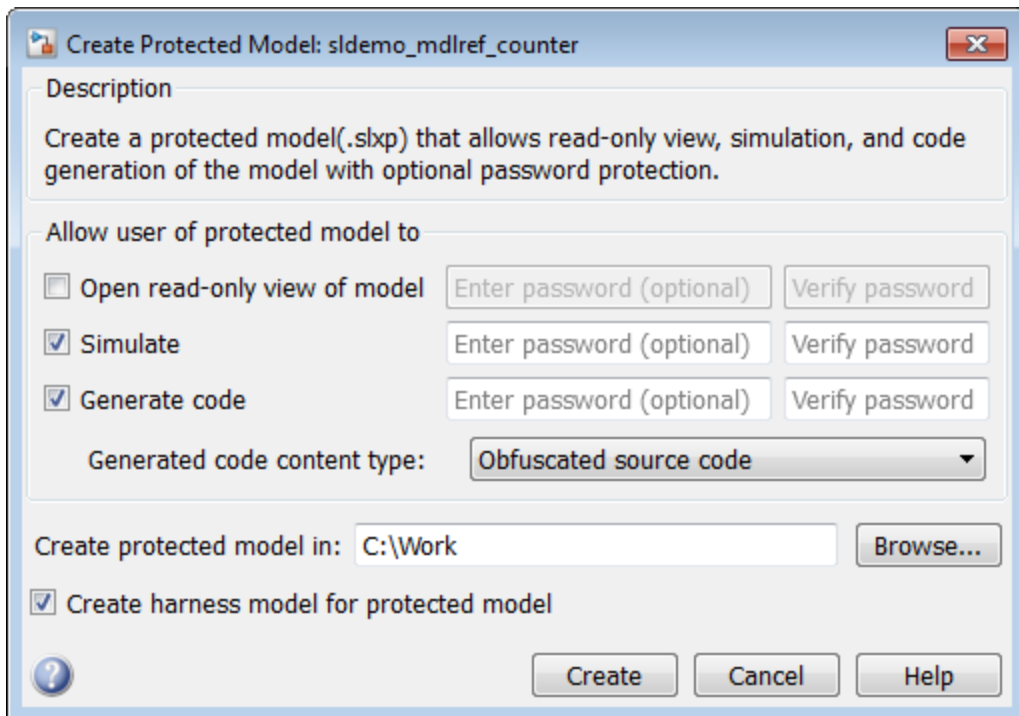 Create Protected Model: sldemo_mdlref_counter
Description
Create a protected model(.slxp) that allows read-only view, simulation, and code
generation of the model with optional password protection.
Allow user of protected model to
Open read-only view of model Enter password (optional) Verify password
Simulate Enter password (optional) Verify password
Generate code Enter password (optional) Verify password
Generated code content type: Obfuscated source code
Create protected model in: C:\Work Browse...
Create harness model for protected model
? Create Cancel Help